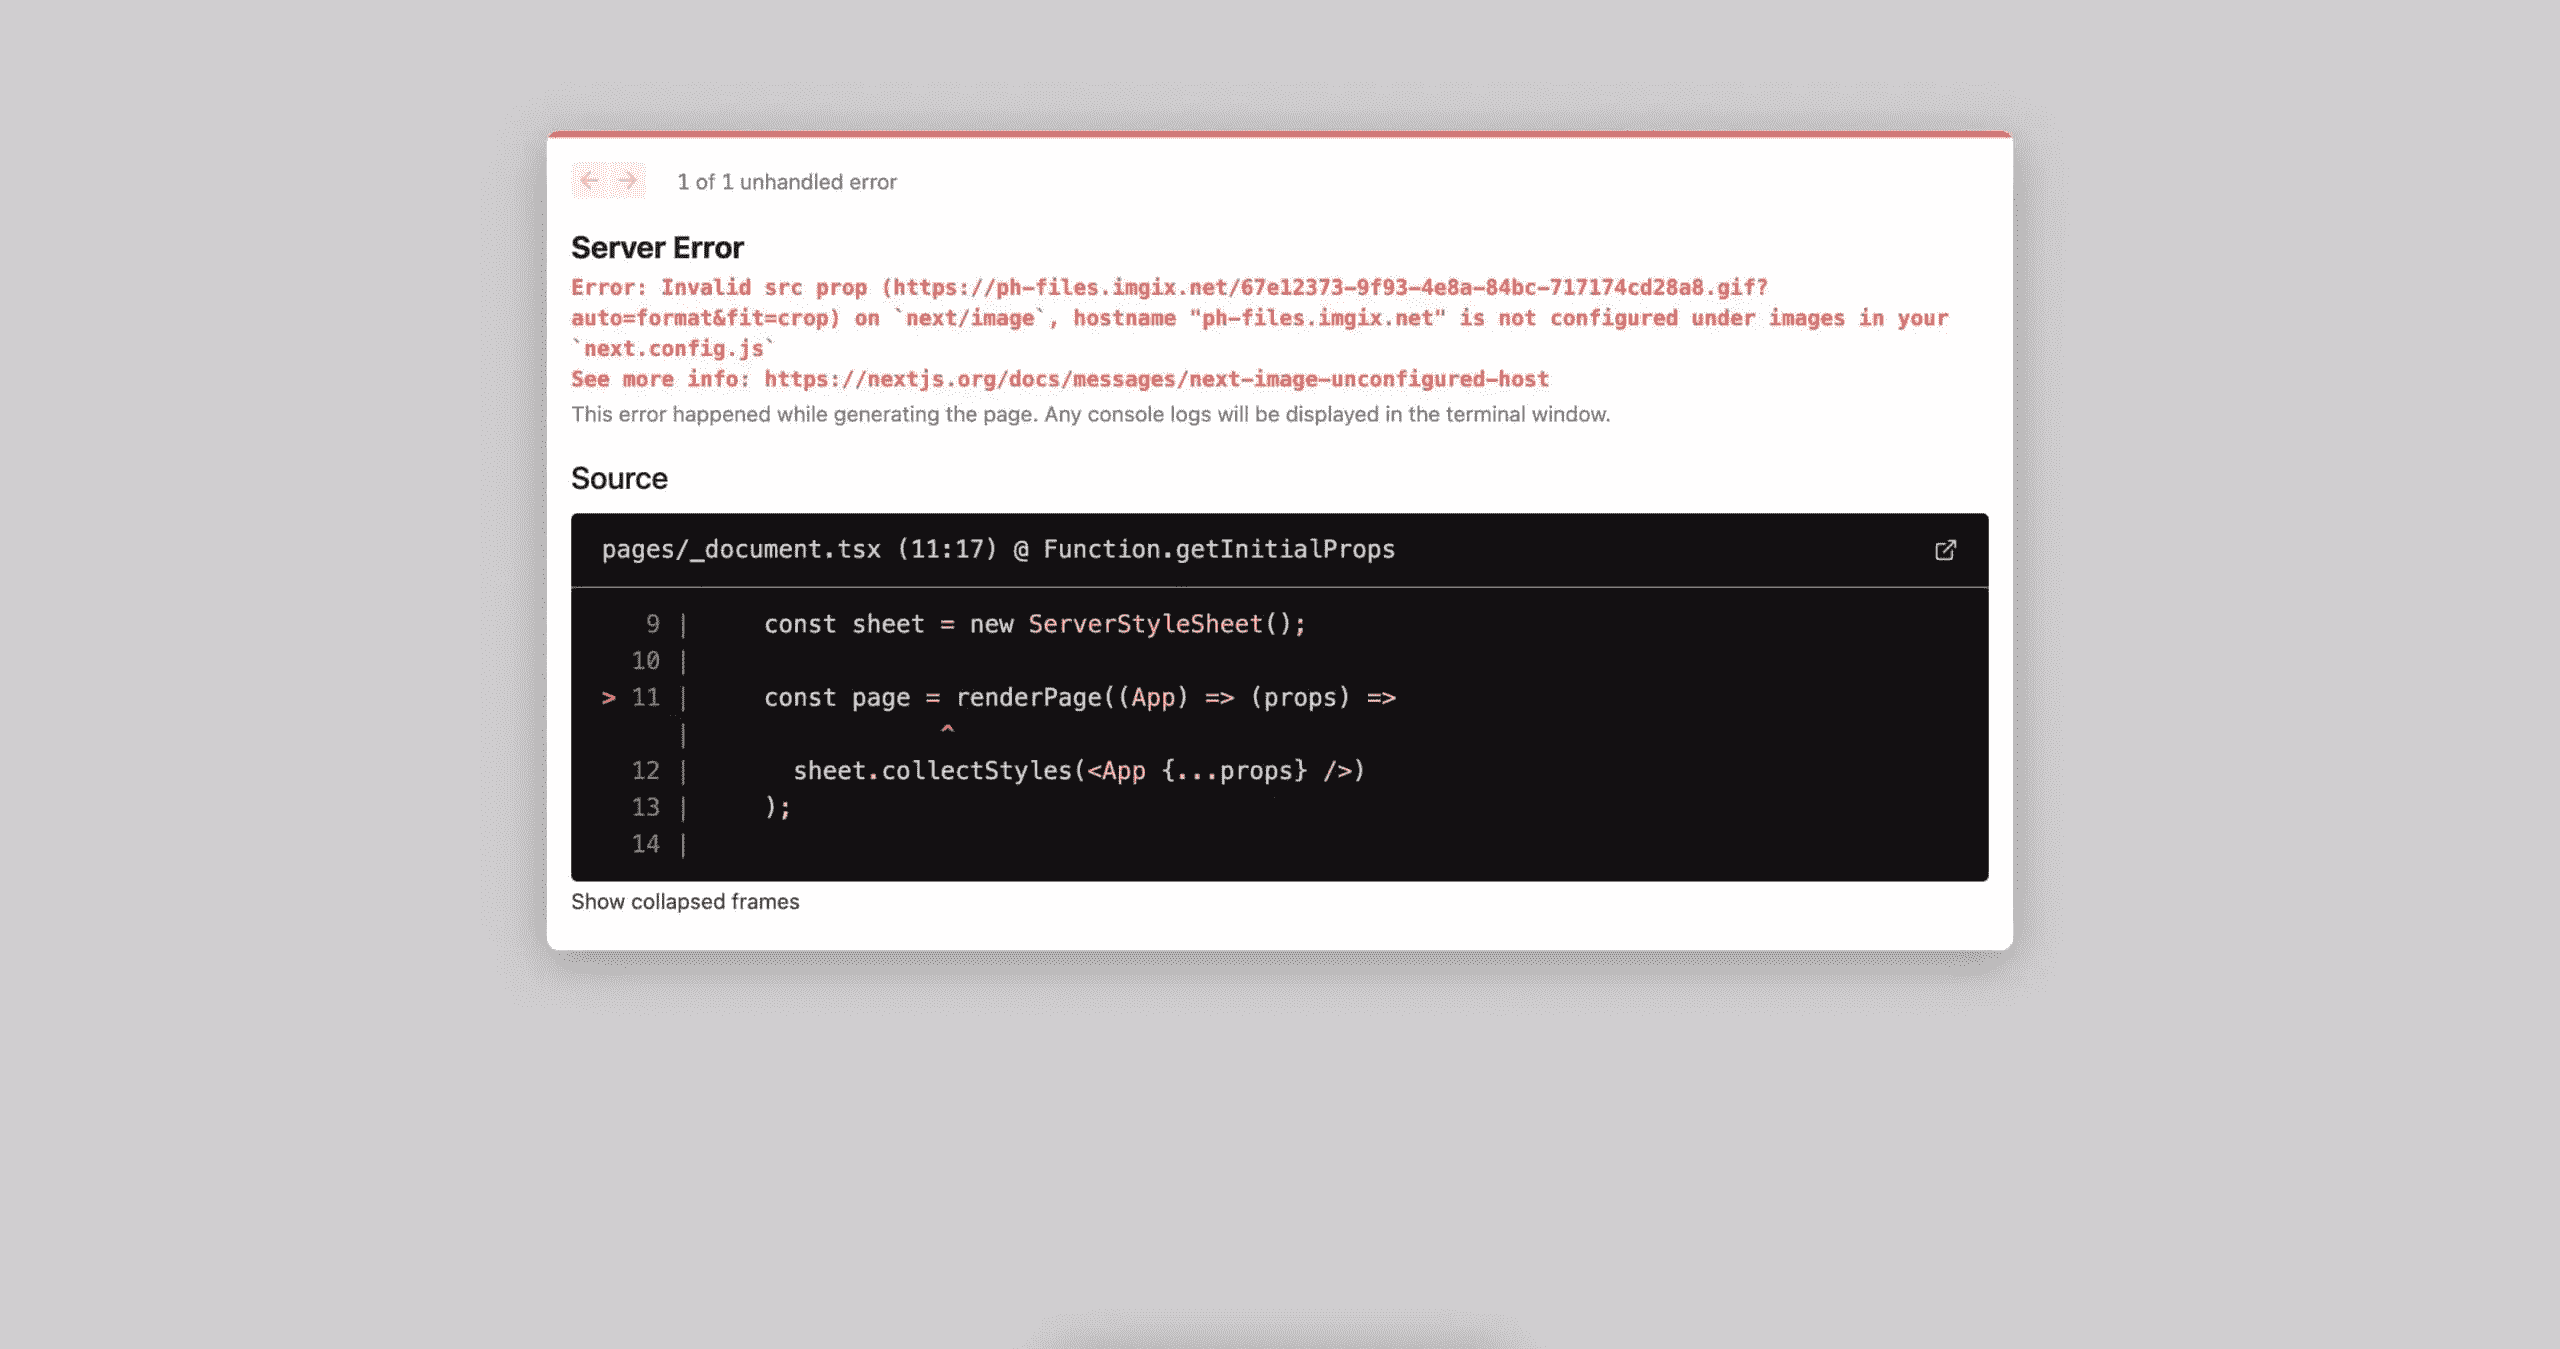 1 of 1 unhandled error
Server Error
Error: Invalid src prop (https://ph-files.imgix.net/67e12373-9f93-4e8a-84bc-717174cd28a8.gif?
auto=format&fit=crop) on `next/image`, hostname "ph-files.imgix.net" is not configured under images in your
`next.config.js`
See more info: https://nextjs.org/docs/messages/next-image-unconfigured-host
This error happened while generating the page. Any console logs will be displayed in the terminal window.
Source
pages/_document.tsx (11:17) @ Function.getInitialProps
9 |     const sheet = new ServerStyleSheet();
10 |
> 11 |     const page = renderPage((App) => (props) =>
|                 ^
12 |       sheet.collectStyles(<App {...props} />)
13 |     );
14 |
Show collapsed frames